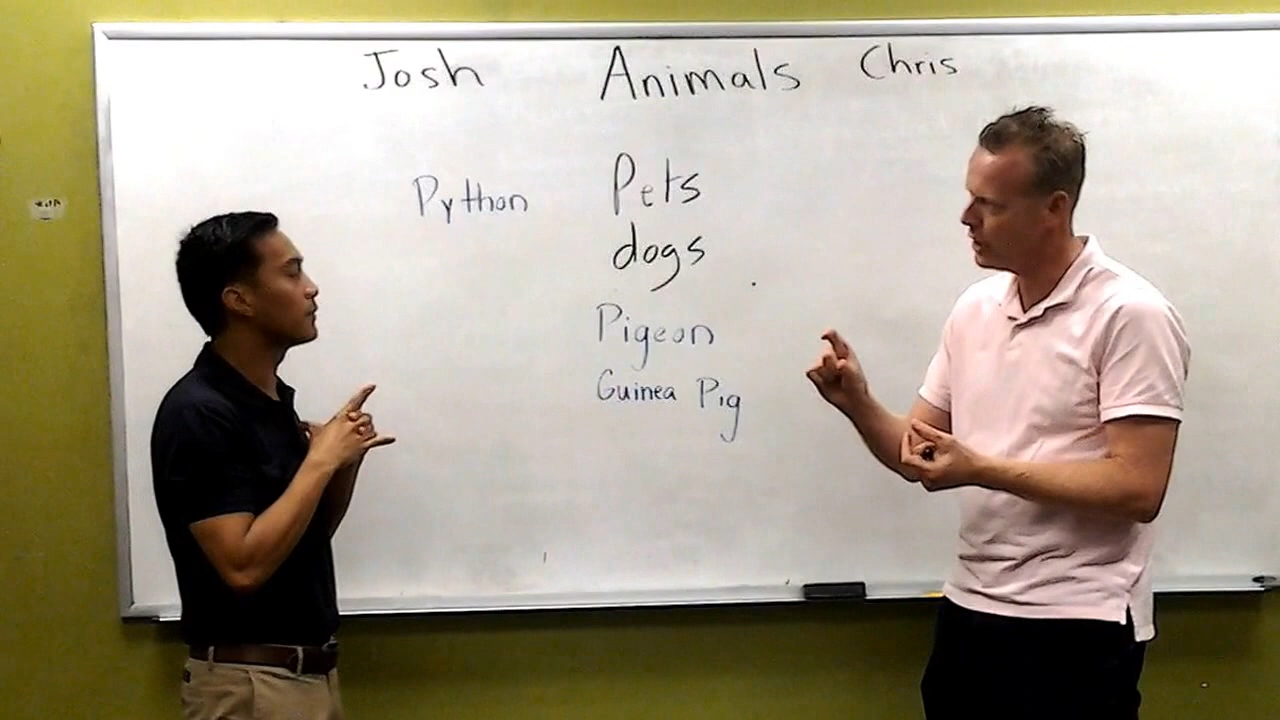 Josh Animals Chris
Python Pets
dogs
Pigeon
Guinea Pig